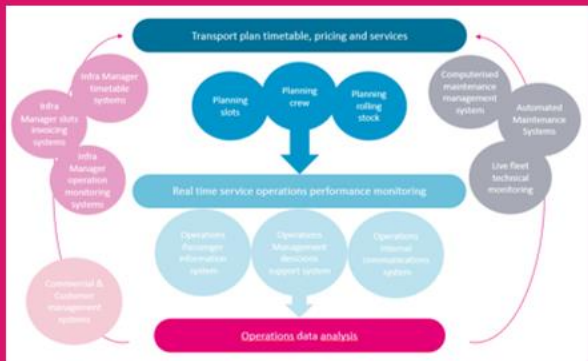 Transport plan timetable, pricing and services
Infra Manager
timetable
systems
Infra
Manager slots
invoicing
systems
Infra
Manager
operation
monitoring
systems
Planning
slots
Planning
crew
Planning
rolling
stock
Computerised
maintenance
management
system
Automated
Maintenance
Systems
Live fleet
technical
monitoring
Real time service operations performance monitoring
Operations
Passenger
information
system
Operations
Management
decisions
support system
Operations
internal
communications
system
Commercial &
Customer
management
systems
Operations data analysis